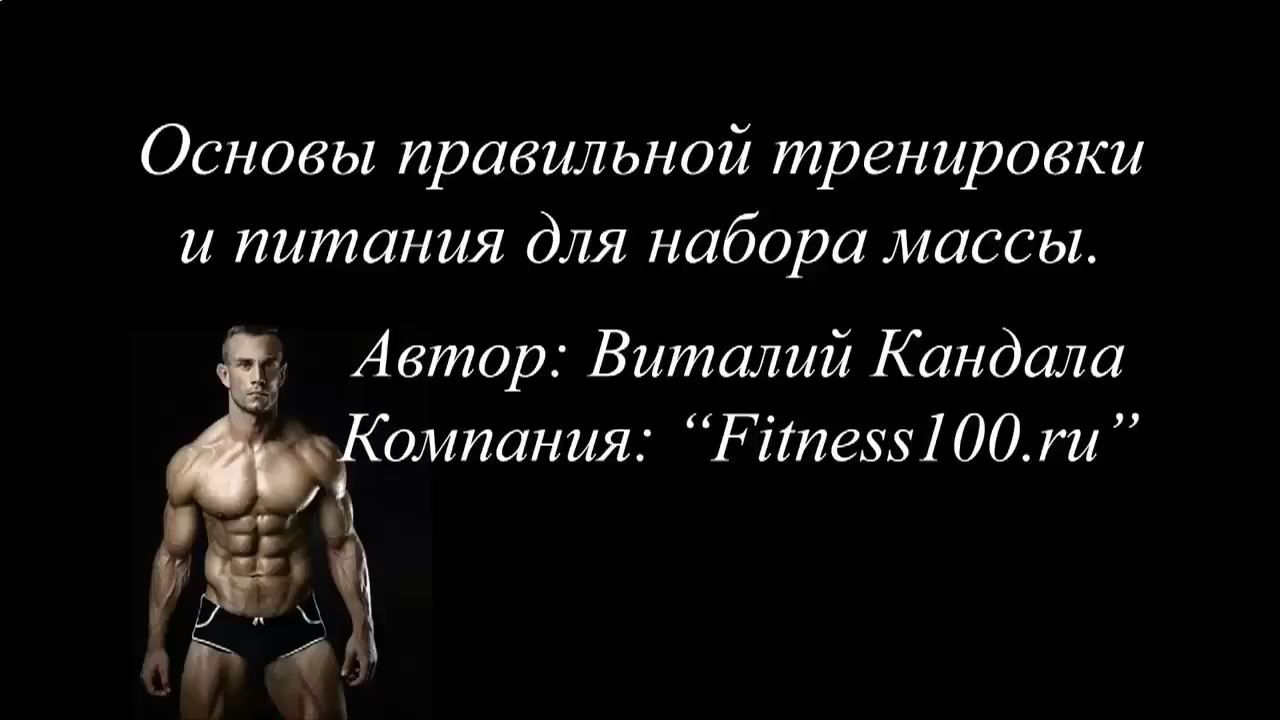 Основы правильной тренировки
и питания для набора массы.
Автор: Виталий Кандала
Компания: “Fitness100.ru”